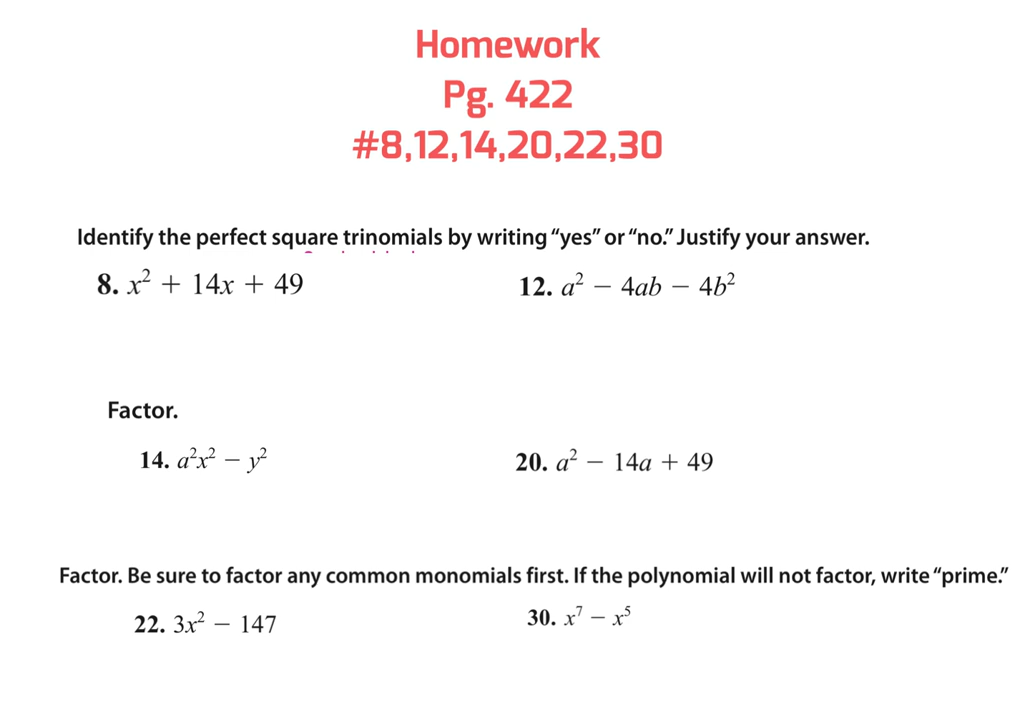 Homework
Pg. 422
#8,12,14,20,22,30
Identify the perfect square trinomials by writing “yes” or “no.” Justify your answer.
8. x² + 14x + 49
12. a² − 4ab − 4b²
Factor.
14. a²x² − y²
20. a² − 14a + 49
Factor. Be sure to factor any common monomials first. If the polynomial will not factor, write “prime.”
22. 3x² − 147
30. x⁷ − x⁵